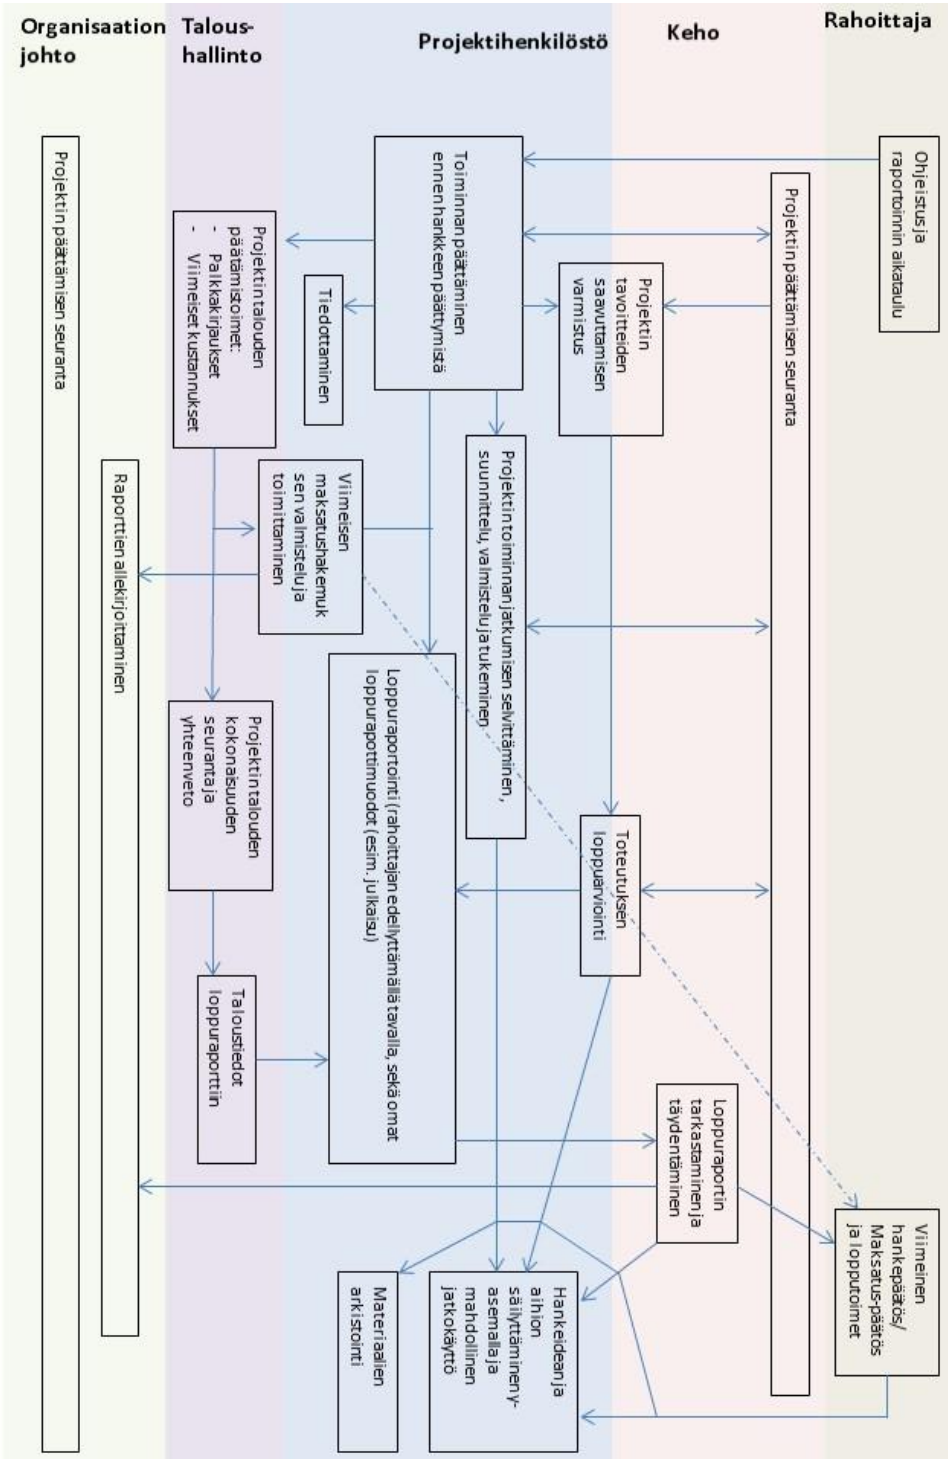 Organisaation
johto
Talous-
hallinto
Projektihenkilöstö
Keho
Rahoittaja
Ohjeistus ja
raportoinnin aikataulu
Projektin päättämisen seuranta
Projektin
tavoitteiden
saavuttamisen
varmistus
Toiminnan päättäminen
ennen hankkeen päättymistä
Tiedottaminen
Projektin talouden
päätämistoimet:
- Palkkakirjaukset
- Viimeiset kustannukset
Projektin päättämisen seuranta
Projektin toiminnan jatkumisen selvittäminen,
suunnittelu, valmistelu ja tukeminen
Viimeisen
maksatushakemuk
sen valmistelu ja
toimittaminen
Raporttien allekirjoittaminen
Loppuraportointi (rahoittajan edellyttämällä tavalla, sekä omat
loppurapottimuodot (esim. julkaisu)
Projektin talouden
kokonaisuuden
seuranta ja
yhteenveto
Toteutuksen
loppuarviointi
Taloustiedot
loppuraporttiin
Loppuraportin
tarkastaminen ja
täydentäminen
Viimeinen
hankepäätös/
Maksatus-päätös
ja lopputoimet
Hankeidean ja
aihion
säilyttäminen y-
asemalla ja
mahdollinen
jatkokäyttö
Materiaalien
arkistointi